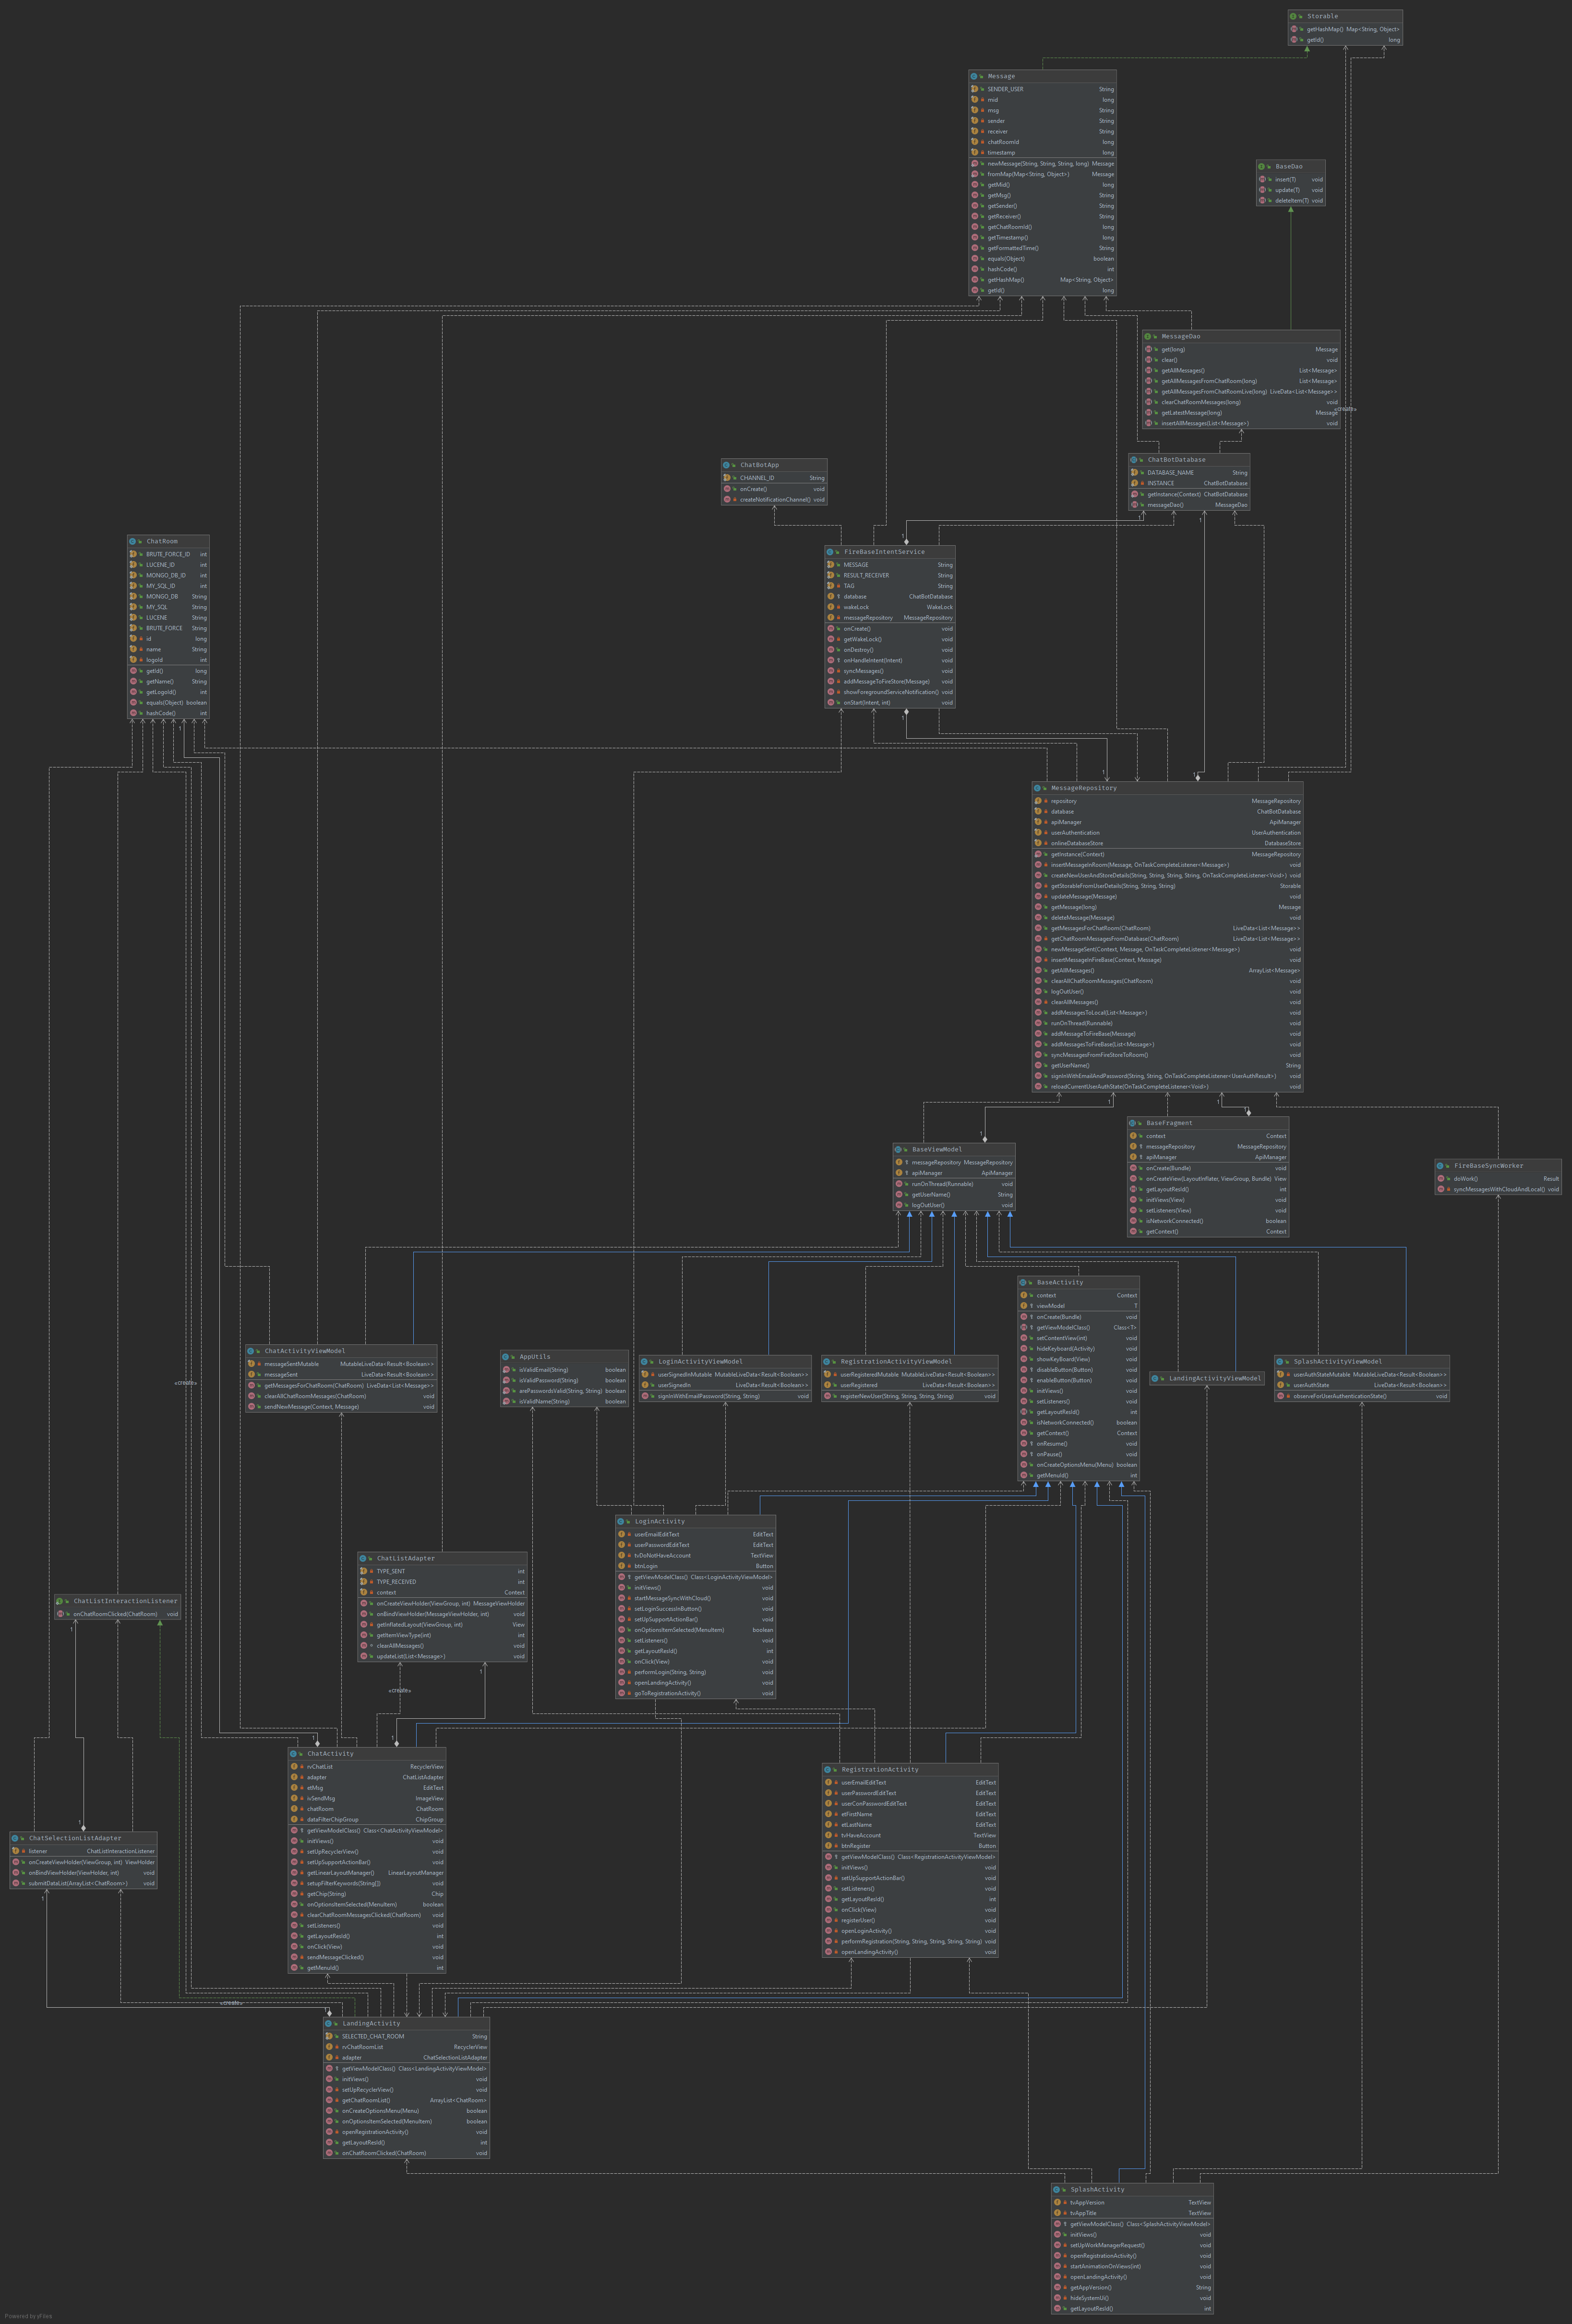 Storable
getHashMap() Map<String, Object>
getId() long
Message
SENDER_USER String
mid long
msg String
sender String
receiver String
chatRoomId long
timestamp long
newMessage(String, String, String, long) Message
fromMap(Map<String, Object>) Message
getMid() long
getMsg() String
getSender() String
getReceiver() String
getChatRoomId() long
getTimestamp() long
getFormattedTime() String
equals(Object) boolean
hashCode() int
getHashMap() Map<String, Object>
getId() long
BaseDao
insert(T) void
update(T) void
deleteItem(T) void
MessageDao
get(long) Message
clear() void
getAllMessages() List<Message>
getAllMessagesFromChatRoom(long) List<Message>
getAllMessagesFromChatRoomLive(long) LiveData<List<Message>>
clearChatRoomMessages(long) void
getLatestMessage(long) Message
insertAllMessages(List<Message>) void
«create»
ChatBotDatabase
DATABASE_NAME String
INSTANCE ChatBotDatabase
getInstance(Context) ChatBotDatabase
messageDao() MessageDao
ChatBotApp
CHANNEL_ID String
onCreate() void
createNotificationChannel() void
ChatRoom
BRUTE_FORCE_ID int
LUCENE_ID int
MONGO_DB_ID int
MY_SQL_ID int
MONGO_DB String
MY_SQL String
LUCENE String
BRUTE_FORCE String
id long
name String
logoId int
getId() long
getName() String
getLogoId() int
equals(Object) boolean
hashCode() int
FireBaseIntentService
MESSAGE String
RESULT_RECEIVER String
TAG String
database ChatBotDatabase
wakeLock WakeLock
messageRepository MessageRepository
onCreate() void
getWakeLock() void
onDestroy() void
onHandleIntent(Intent) void
syncMessages() void
addMessageToFireStore(Message) void
showForegroundServiceNotification() void
onStart(Intent, int) void
MessageRepository
repository MessageRepository
database ChatBotDatabase
apiManager ApiManager
userAuthentication UserAuthentication
onlineDatabaseStore DatabaseStore
getInstance(Context) MessageRepository
insertMessageInRoom(Message, OnTaskCompleteListener<Message>) void
createNewUserAndStoreDetails(String, String, String, String, OnTaskCompleteListener<Void>) void
getStorableFromUserDetails(String, String, String) Storable
updateMessage(Message) void
getMessage(long) Message
deleteMessage(Message) void
getMessagesForChatRoom(ChatRoom) LiveData<List<Message>>
getChatRoomMessagesFromDatabase(ChatRoom) LiveData<List<Message>>
newMessageSent(Context, Message, OnTaskCompleteListener<Message>) void
insertMessageInFireBase(Context, Message) void
getAllMessages() ArrayList<Message>
clearAllChatRoomMessages(ChatRoom) void
logOutUser() void
clearAllMessages() void
addMessagesToLocal(List<Message>) void
runOnThread(Runnable) void
addMessageToFireBase(Message) void
addMessagesToFireBase(List<Message>) void
syncMessagesFromFireStoreToRoom() void
getUserName() String
signInWithEmailAndPassword(String, String, OnTaskCompleteListener<UserAuthResult>) void
reloadCurrentUserAuthState(OnTaskCompleteListener<Void>) void
BaseFragment
context Context
messageRepository MessageRepository
apiManager ApiManager
onCreate(Bundle) void
onCreateView(LayoutInflater, ViewGroup, Bundle) View
getLayoutResId() int
initViews(View) void
setListeners(View) void
isNetworkConnected() boolean
getContext() Context
BaseViewModel
messageRepository MessageRepository
apiManager ApiManager
runOnThread(Runnable) void
getUserName() String
logOutUser() void
FireBaseSyncWorker
doWork() Result
syncMessagesWithCloudAndLocal() void
BaseActivity
context Context
viewModel T
onCreate(Bundle) void
getViewModelClass() Class<T>
setContentView(int) void
hideKeyboard(Activity) void
showKeyBoard(View) void
disableButton(Button) void
enableButton(Button) void
initViews() void
setListeners() void
getLayoutResId() int
isNetworkConnected() boolean
getContext() Context
onResume() void
onPause() void
onCreateOptionsMenu(Menu) boolean
getMenuId() int
ChatActivityViewModel
messageSentMutable MutableLiveData<Result<Boolean>>
messageSent LiveData<Result<Boolean>>
getMessagesForChatRoom(ChatRoom) LiveData<List<Message>>
clearAllChatRoomMessages(ChatRoom) void
sendNewMessage(Context, Message) void
«create»
AppUtils
isValidEmail(String) boolean
isValidPassword(String) boolean
arePasswordsValid(String, String) boolean
isValidName(String) boolean
LoginActivityViewModel
userSignedInMutable MutableLiveData<Result<Boolean>>
userSignedIn LiveData<Result<Boolean>>
signInWithEmailPassword(String, String) void
RegistrationActivityViewModel
userRegisteredMutable MutableLiveData<Result<Boolean>>
userRegistered LiveData<Result<Boolean>>
registerNewUser(String, String, String, String) void
LandingActivityViewModel
SplashActivityViewModel
userAuthStateMutable MutableLiveData<Result<Boolean>>
userAuthState LiveData<Result<Boolean>>
observeForUserAuthenticationState() void
LoginActivity
userEmailEditText EditText
userPasswordEditText EditText
tvDoNotHaveAccount TextView
btnLogin Button
getViewModelClass() Class<LoginActivityViewModel>
initViews() void
startMessageSyncWithCloud() void
setLoginSuccessInButton() void
setUpSupportActionBar() void
onOptionsItemSelected(MenuItem) boolean
setListeners() void
getLayoutResId() int
onClick(View) void
performLogin(String, String) void
openLandingActivity() void
goToRegistrationActivity() void
ChatListAdapter
TYPE_SENT int
TYPE_RECEIVED int
context Context
onCreateViewHolder(ViewGroup, int) MessageViewHolder
onBindViewHolder(MessageViewHolder, int) void
getInflatedLayout(ViewGroup, int) View
getItemViewType(int) int
clearAllMessages() void
updateList(List<Message>) void
«create»
ChatListInteractionListener
onChatRoomClicked(ChatRoom) void
ChatActivity
rvChatList RecyclerView
adapter ChatListAdapter
etMsg EditText
ivSendMsg ImageView
chatRoom ChatRoom
dataFilterChipGroup ChipGroup
getViewModelClass() Class<ChatActivityViewModel>
initViews() void
setUpRecyclerView() void
setUpSupportActionBar() void
getLinearLayoutManager() LinearLayoutManager
setupFilterKeywords(String[]) void
getChip(String) Chip
onOptionsItemSelected(MenuItem) boolean
clearChatRoomMessagesClicked(ChatRoom) void
setListeners() void
getLayoutResId() int
onClick(View) void
sendMessageClicked() void
getMenuId() int
RegistrationActivity
userEmailEditText EditText
userPasswordEditText EditText
userConPasswordEditText EditText
etFirstName EditText
etLastName EditText
tvHaveAccount TextView
btnRegister Button
getViewModelClass() Class<RegistrationActivityViewModel>
initViews() void
setUpSupportActionBar() void
setListeners() void
getLayoutResId() int
onClick(View) void
registerUser() void
openLoginActivity() void
performRegistration(String, String, String, String, String) void
openLandingActivity() void
ChatSelectionListAdapter
listener ChatListInteractionListener
onCreateViewHolder(ViewGroup, int) ViewHolder
onBindViewHolder(ViewHolder, int) void
submitDataList(ArrayList<ChatRoom>) void
«create»
LandingActivity
SELECTED_CHAT_ROOM String
rvChatRoomList RecyclerView
adapter ChatSelectionListAdapter
getViewModelClass() Class<LandingActivityViewModel>
initViews() void
setUpRecyclerView() void
getChatRoomList() ArrayList<ChatRoom>
onCreateOptionsMenu(Menu) boolean
onOptionsItemSelected(MenuItem) boolean
openRegistrationActivity() void
getLayoutResId() int
onChatRoomClicked(ChatRoom) void
SplashActivity
tvAppVersion TextView
tvAppTitle TextView
getViewModelClass() Class<SplashActivityViewModel>
initViews() void
setUpWorkManagerRequest() void
openRegistrationActivity() void
startAnimationOnViews(int) void
openLandingActivity() void
getAppVersion() String
hideSystemUi() void
getLayoutResId() int
Powered by yFiles